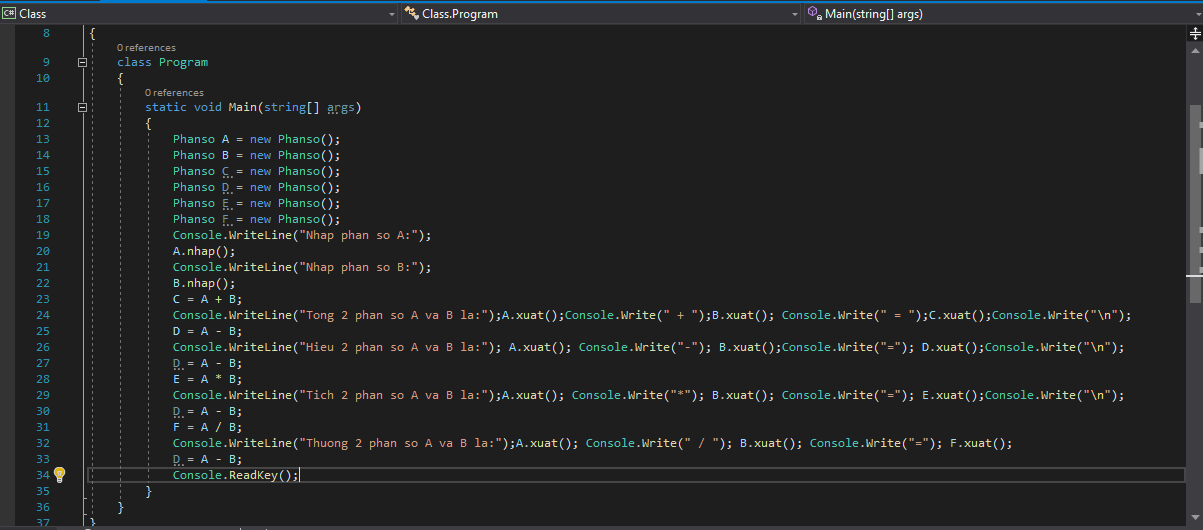 C# Class Class.Program Main(string[] args)
8 {
0 references
9 class Program
10 {
0 references
11 static void Main(string[] args)
12 {
13 Phanso A = new Phanso();
14 Phanso B = new Phanso();
15 Phanso C = new Phanso();
16 Phanso D = new Phanso();
17 Phanso E = new Phanso();
18 Phanso F = new Phanso();
19 Console.WriteLine("Nhap phan so A:");
20 A.nhap();
21 Console.WriteLine("Nhap phan so B:");
22 B.nhap();
23 C = A + B;
24 Console.WriteLine("Tong 2 phan so A va B la:");A.xuat();Console.Write(" + ");B.xuat(); Console.Write(" = ");C.xuat();Console.Write("\n");
25 D = A - B;
26 Console.WriteLine("Hieu 2 phan so A va B la:"); A.xuat(); Console.Write("-"); B.xuat();Console.Write("="); D.xuat();Console.Write("\n");
27 D = A - B;
28 E = A * B;
29 Console.WriteLine("Tich 2 phan so A va B la:");A.xuat(); Console.Write("*"); B.xuat(); Console.Write("="); E.xuat();Console.Write("\n");
30 D = A - B;
31 F = A / B;
32 Console.WriteLine("Thuong 2 phan so A va B la:");A.xuat(); Console.Write(" / "); B.xuat(); Console.Write("="); F.xuat();
33 D = A - B;
34 Console.ReadKey();
35 }
36 }
37 }